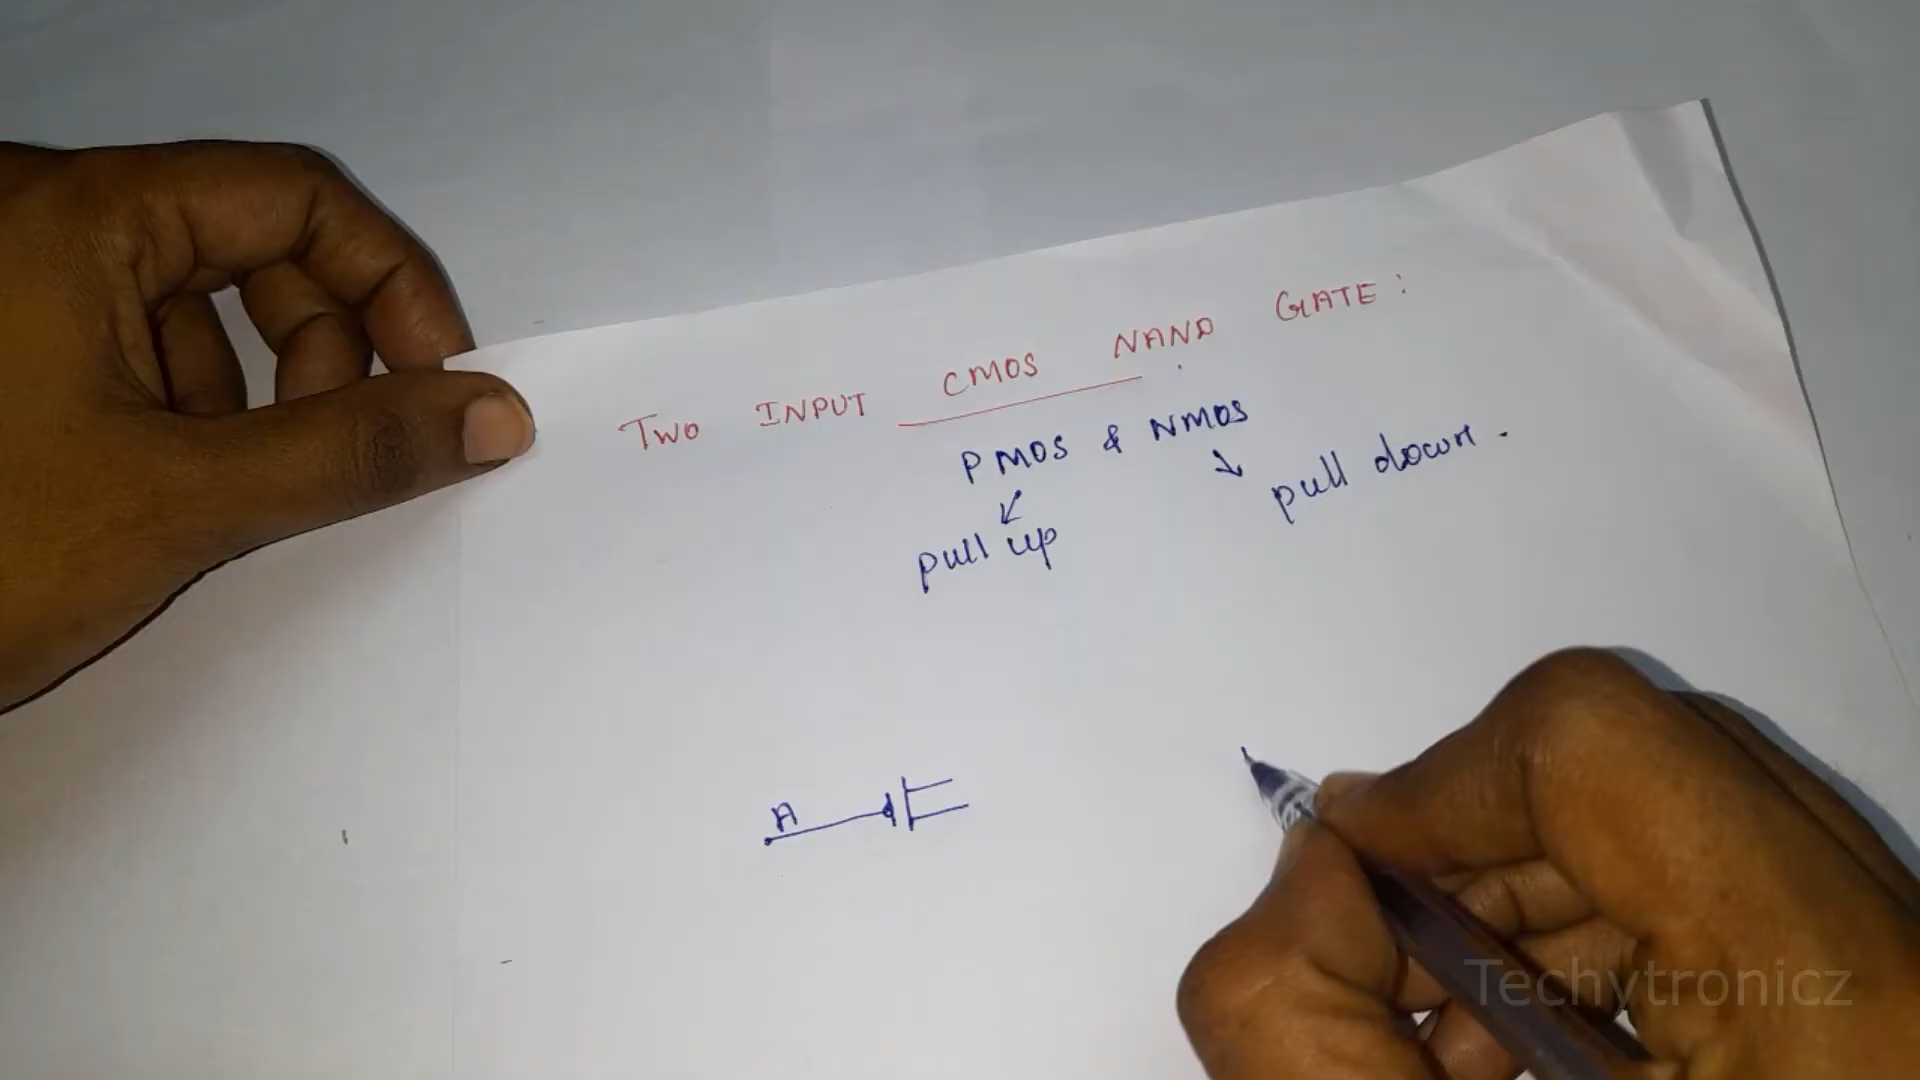 TWO INPUT CMOS NAND GATE:
PMOS & NMOS
pull up
pull down.
A
Techytronicz